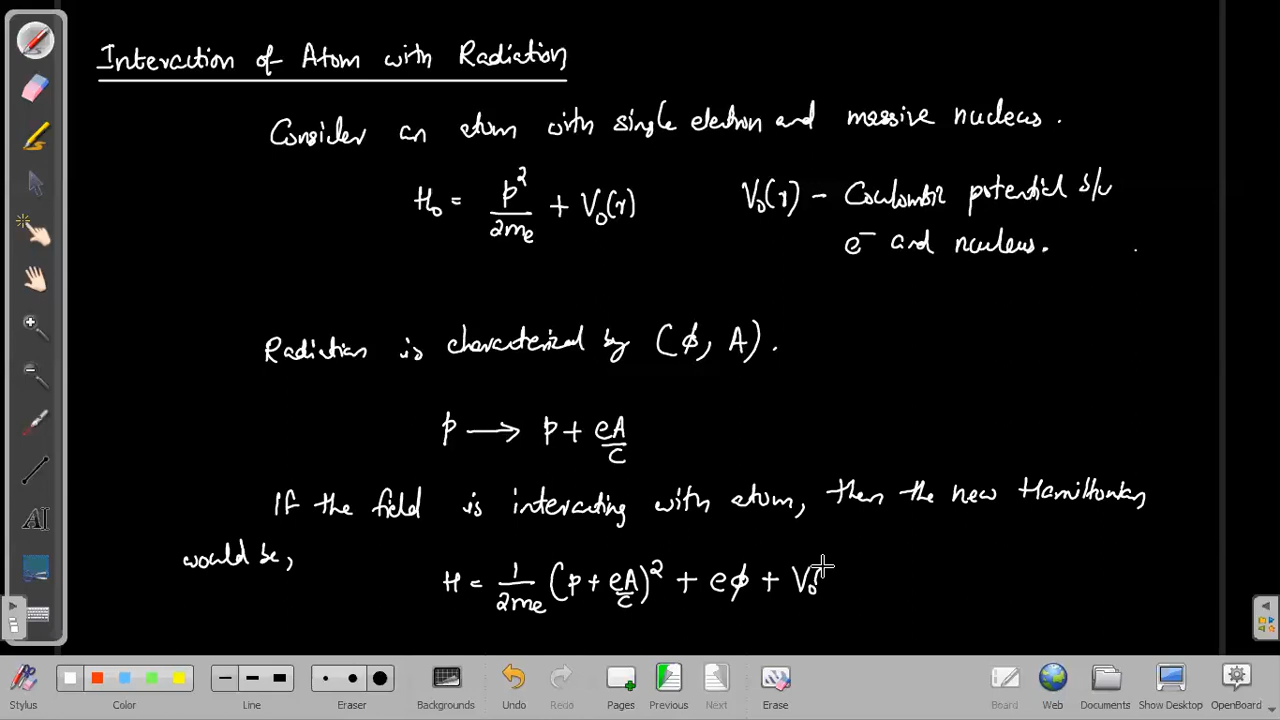 Interaction of Atom with Radiation
Consider an atom with single electron and massive nucleus.
H₀ = p²/2mₑ + V₀(r)
V₀(r) – Coulombic potential b/w
e⁻ and nucleus.
Radiation is characterized by (ϕ, A).
p ⟶ p + eA/c
If the field is interacting with atom, then the new Hamiltonian
would be,
H = 1/2mₑ (p + eA/c)² + eϕ + V₀
Stylus
Color
Line
Eraser
Backgrounds
Undo
Redo
Pages
Previous
Next
Erase
Board
Web
Documents
Show Desktop
OpenBoard